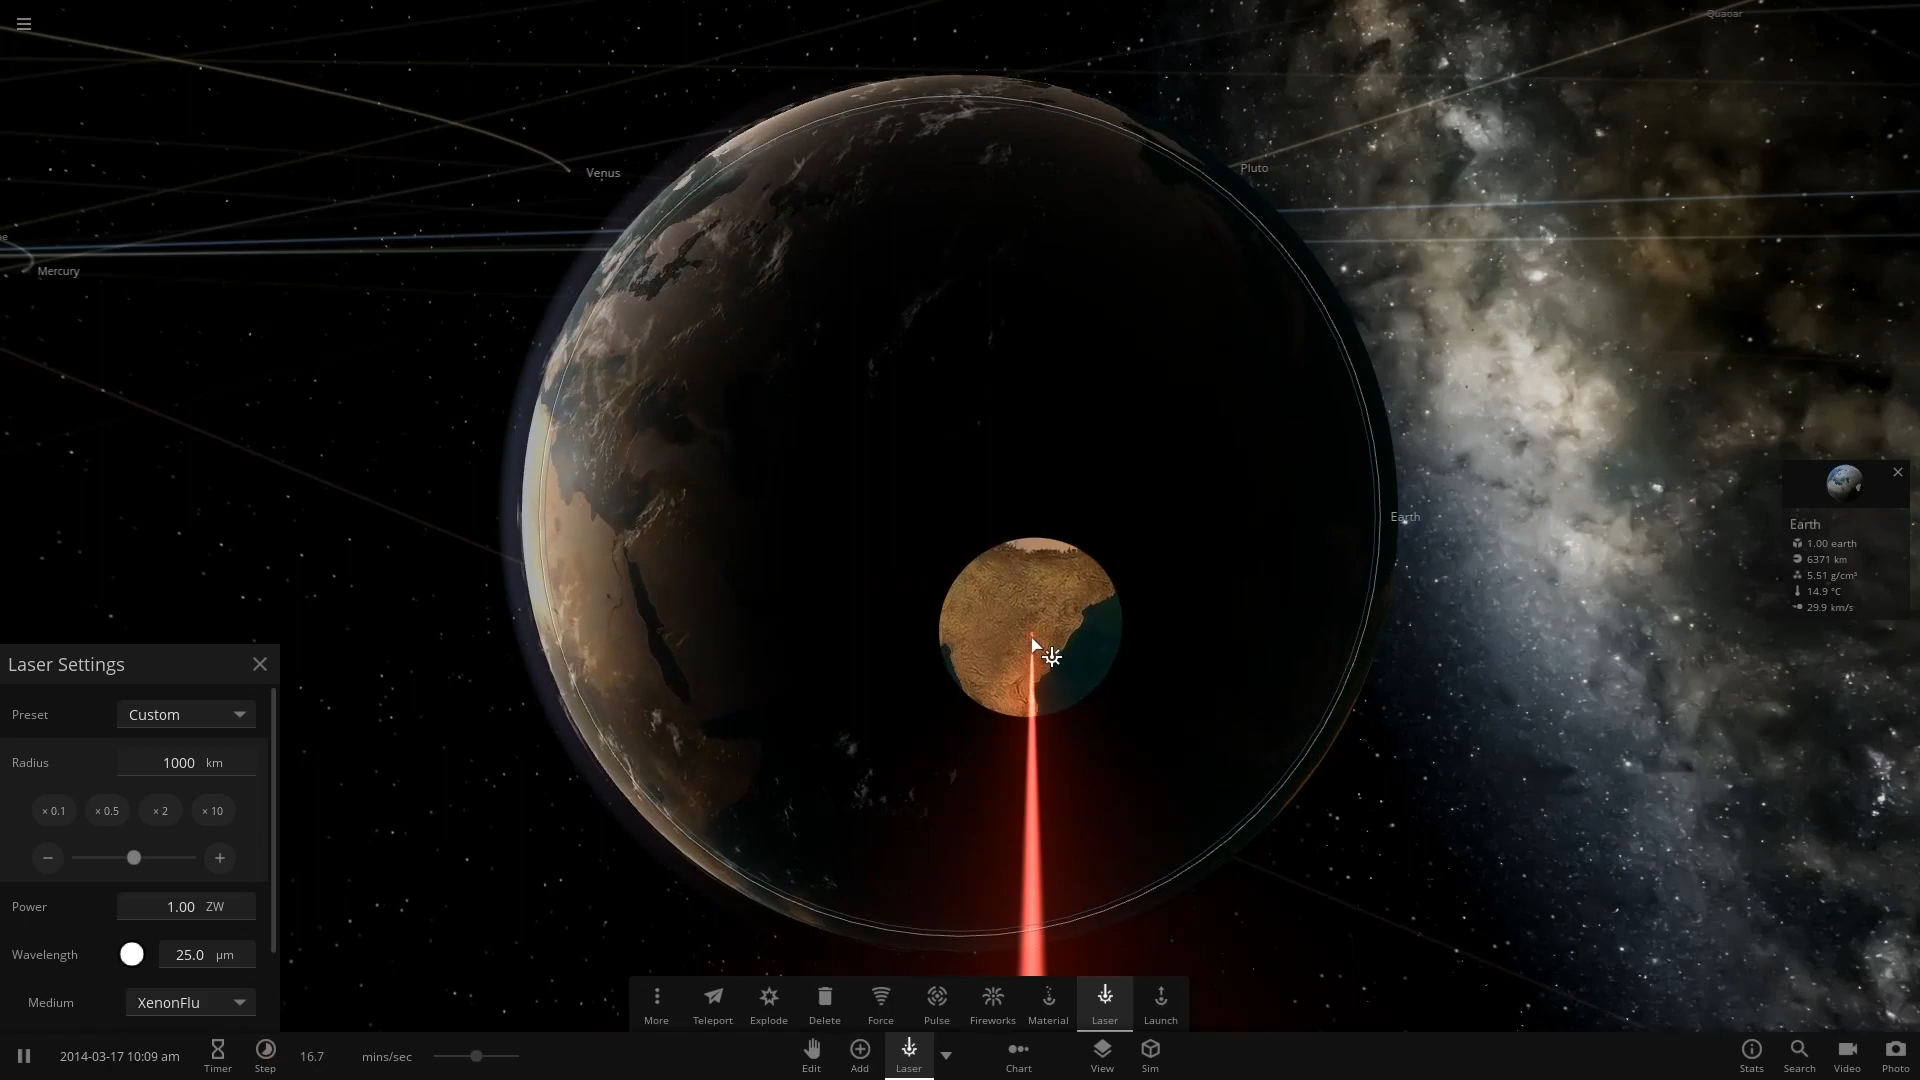 Quaoar
Venus
Pluto
Mercury
Earth
Earth
1.00 earth
6371 km
5.51 g/cm³
14.9 °C
29.9 km/s
Laser Settings
Preset
Custom
Radius
1000 km
× 0.1
× 0.5
× 2
× 10
Power
1.00 ZW
Wavelength
25.0 µm
Medium
XenonFlu
More
Teleport
Explode
Delete
Force
Pulse
Fireworks
Material
Laser
Launch
2014-03-17 10:09 am
Timer
Step
16.7 mins/sec
Edit
Add
Laser
Chart
View
Sim
Stats
Search
Video
Photo